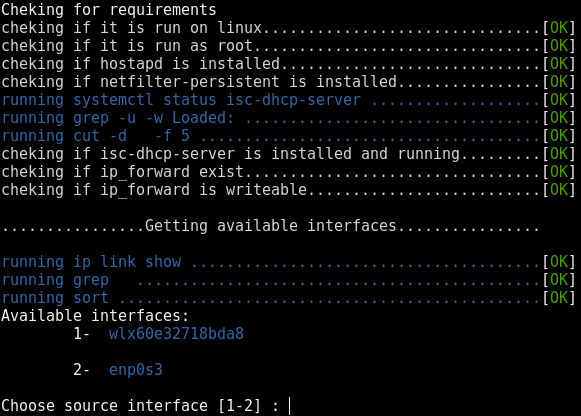 Cheking for requirements
cheking if it is run on linux...............................[OK]
cheking if it is run as root................................[OK]
cheking if hostapd is installed.............................[OK]
cheking if netfilter-persistent is installed................[OK]
running systemctl status isc-dhcp-server ...................[OK]
running grep -u -w Loaded: .................................[OK]
running cut -d   -f 5 ......................................[OK]
cheking if isc-dhcp-server is installed and running.........[OK]
cheking if ip_forward exist.................................[OK]
cheking if ip_forward is writeable..........................[OK]
................Getting available interfaces................
running ip link show .......................................[OK]
running grep   .............................................[OK]
running sort ...............................................[OK]
Available interfaces:
1-  wlx60e32718bda8
2-  enp0s3
Choose source interface [1-2] :